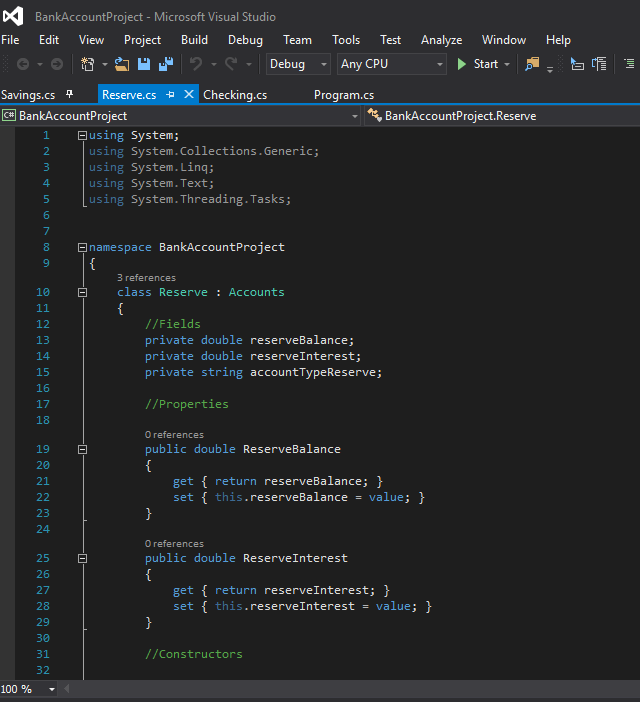 BankAccountProject - Microsoft Visual Studio
File Edit View Project Build Debug Team Tools Test Analyze Window Help
Debug Any CPU Start
Savings.cs Reserve.cs Checking.cs Program.cs
C# BankAccountProject BankAccountProject.Reserve
1 using System;
2 using System.Collections.Generic;
3 using System.Linq;
4 using System.Text;
5 using System.Threading.Tasks;
6
7
8 namespace BankAccountProject
9 {
3 references
10 class Reserve : Accounts
11 {
12 //Fields
13 private double reserveBalance;
14 private double reserveInterest;
15 private string accountTypeReserve;
16
17 //Properties
18
0 references
19 public double ReserveBalance
20 {
21 get { return reserveBalance; }
22 set { this.reserveBalance = value; }
23 }
24
0 references
25 public double ReserveInterest
26 {
27 get { return reserveInterest; }
28 set { this.reserveInterest = value; }
29 }
30
31 //Constructors
32
100 %